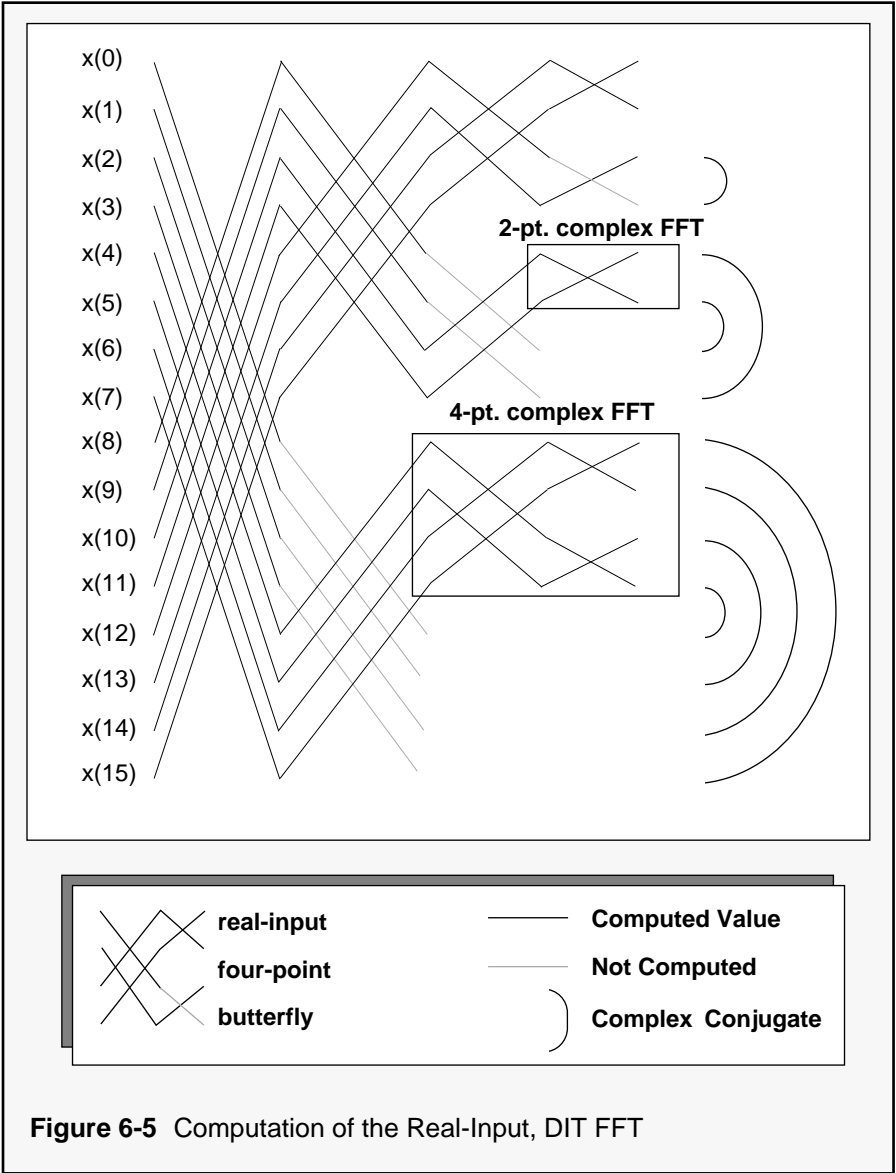 x(0)
x(1)
x(2)
x(3)
2-pt. complex FFT
x(4)
x(5)
x(6)
x(7)
4-pt. complex FFT
x(8)
x(9)
x(10)
x(11)
x(12)
x(13)
x(14)
x(15)
real-input
four-point
butterfly
Computed Value
Not Computed
Complex Conjugate
Figure 6-5 Computation of the Real-Input, DIT FFT